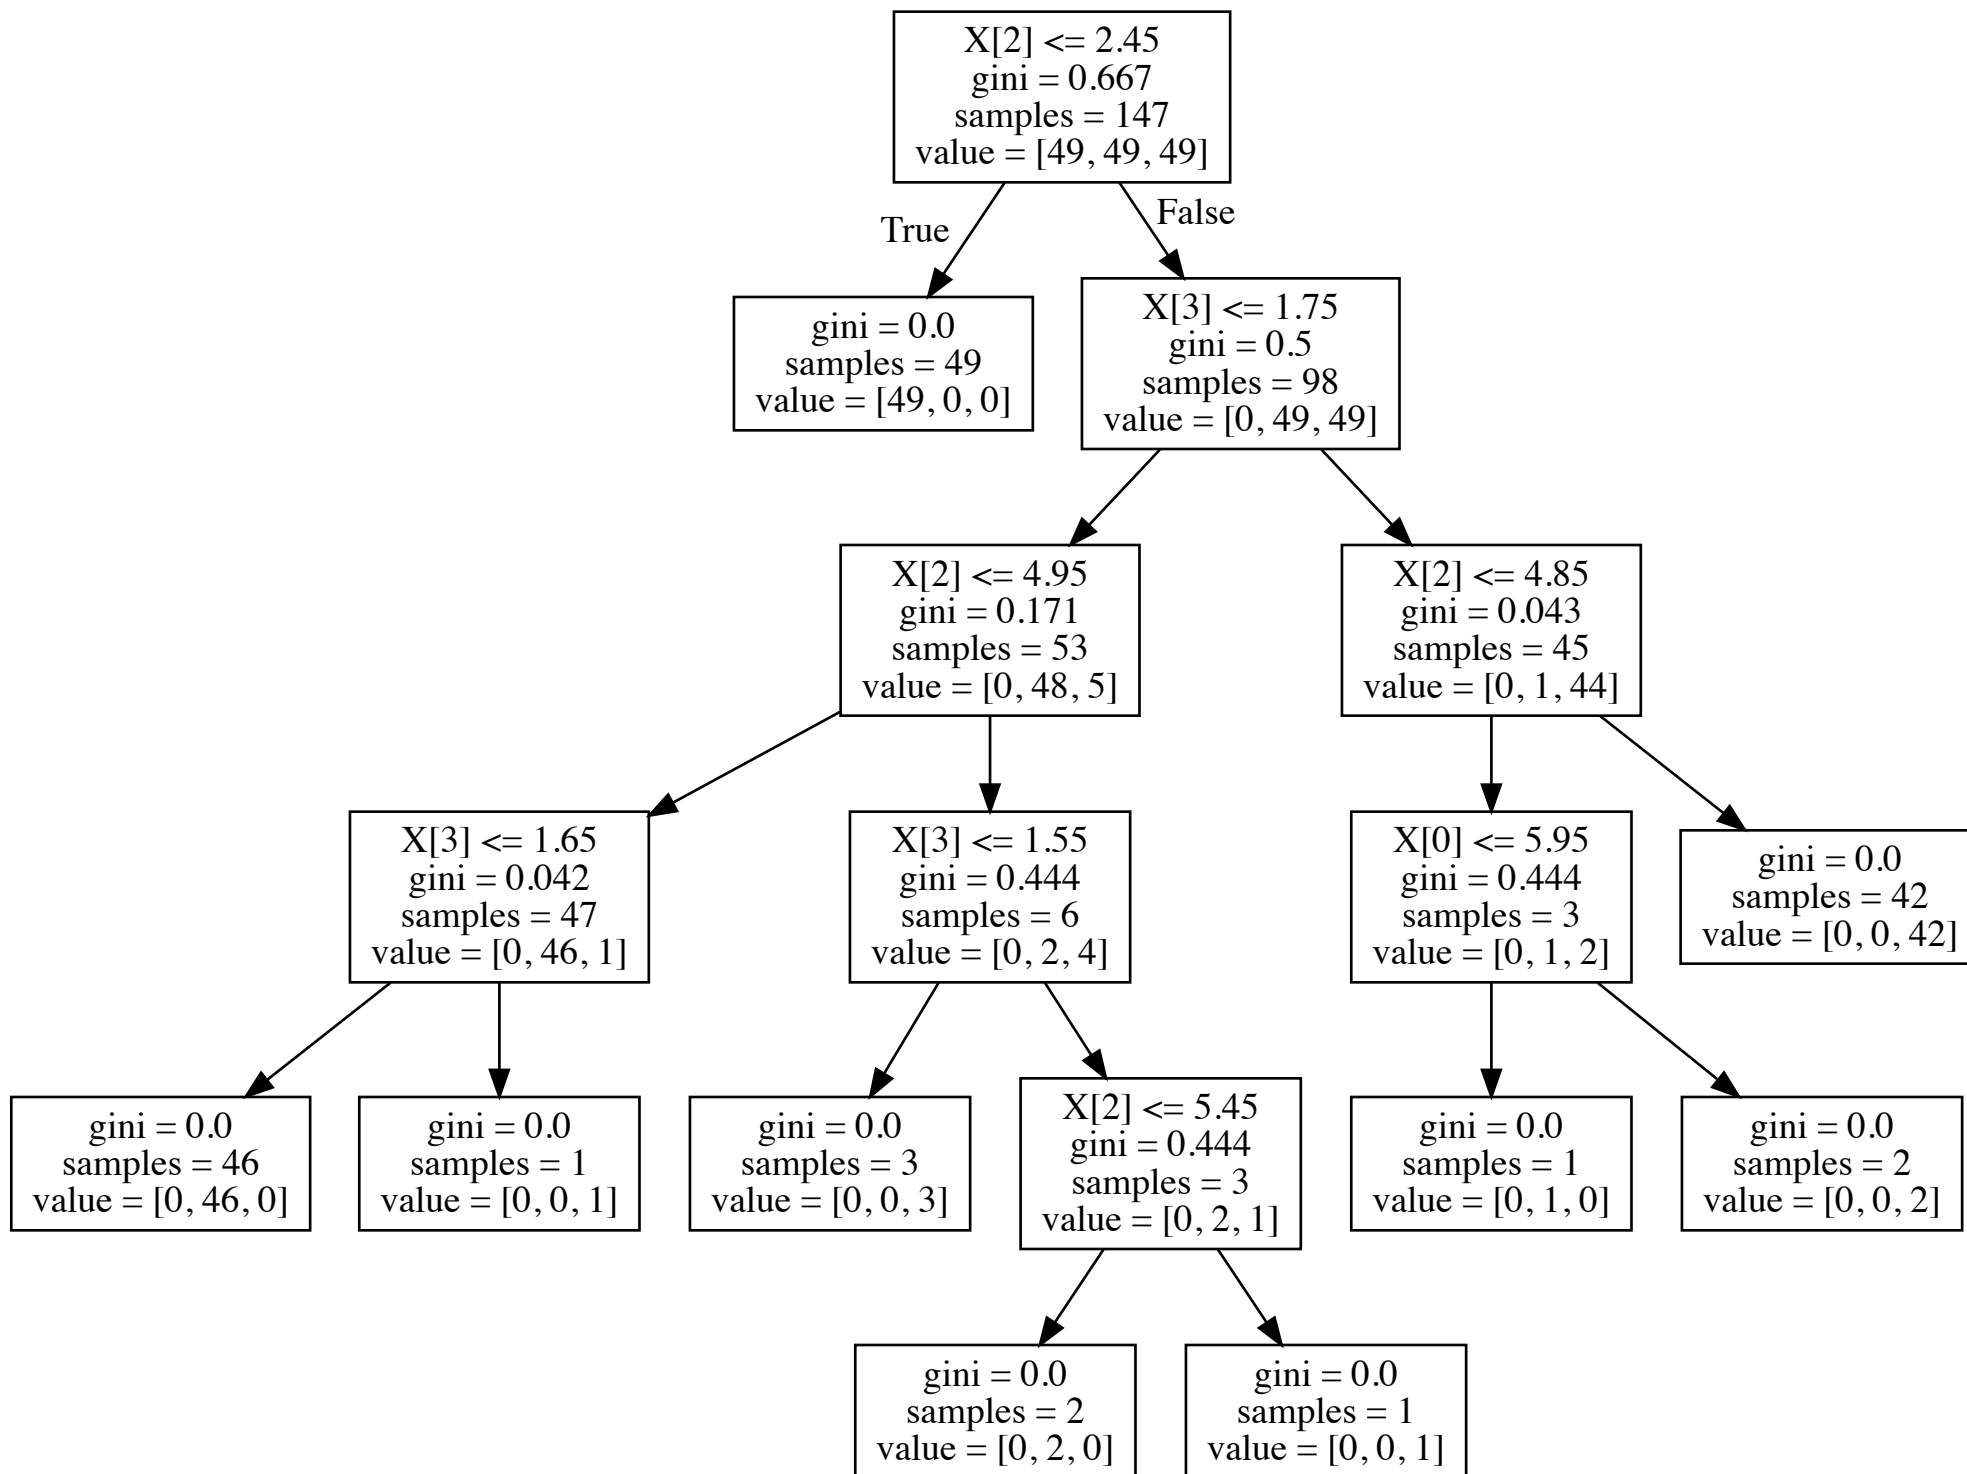 X[2] <= 2.45
gini = 0.667
samples = 147
value = [49, 49, 49]
True
False
gini = 0.0
samples = 49
value = [49, 0, 0]
X[3] <= 1.75
gini = 0.5
samples = 98
value = [0, 49, 49]
X[2] <= 4.95
gini = 0.171
samples = 53
value = [0, 48, 5]
X[2] <= 4.85
gini = 0.043
samples = 45
value = [0, 1, 44]
X[3] <= 1.65
gini = 0.042
samples = 47
value = [0, 46, 1]
X[3] <= 1.55
gini = 0.444
samples = 6
value = [0, 2, 4]
X[0] <= 5.95
gini = 0.444
samples = 3
value = [0, 1, 2]
gini = 0.0
samples = 42
value = [0, 0, 42]
gini = 0.0
samples = 46
value = [0, 46, 0]
gini = 0.0
samples = 1
value = [0, 0, 1]
gini = 0.0
samples = 3
value = [0, 0, 3]
X[2] <= 5.45
gini = 0.444
samples = 3
value = [0, 2, 1]
gini = 0.0
samples = 1
value = [0, 1, 0]
gini = 0.0
samples = 2
value = [0, 0, 2]
gini = 0.0
samples = 2
value = [0, 2, 0]
gini = 0.0
samples = 1
value = [0, 0, 1]